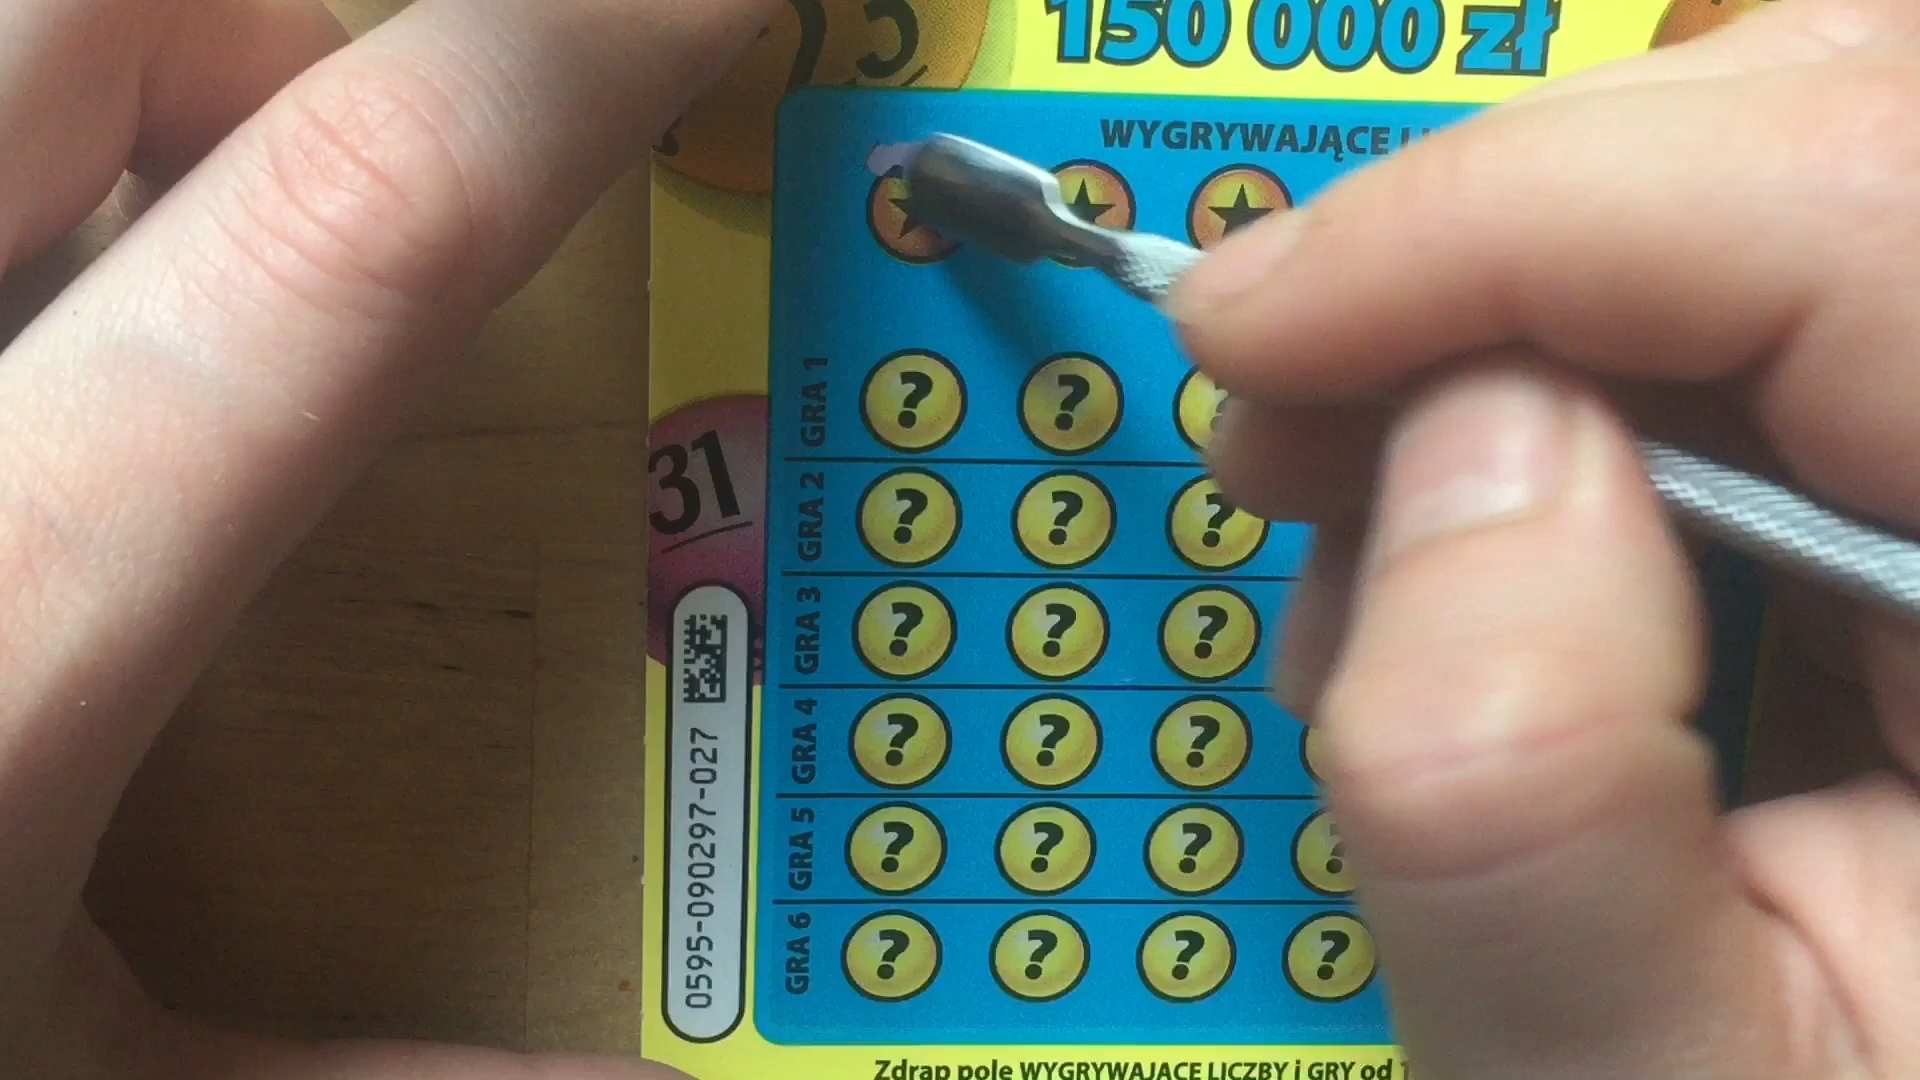 150 000 zł
WYGRYWAJĄCE
GRA 1
? ?
GRA 2
? ? ?
GRA 3
? ? ?
GRA 4
? ? ?
GRA 5
? ? ? ?
GRA 6
? ? ? ?
31
0595-090297-027
Zdrap pole WYGRYWAJĄCE LICZBY i GRY od